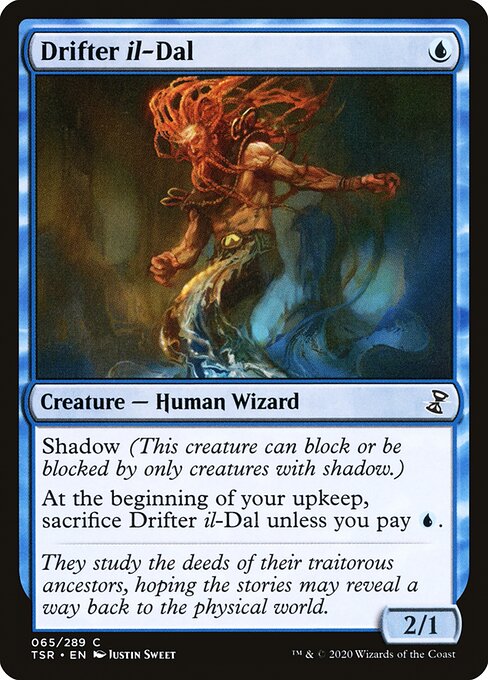 Drifter il-Dal
Creature — Human Wizard
Shadow (This creature can block or be
blocked by only creatures with shadow.)
At the beginning of your upkeep,
sacrifice Drifter il-Dal unless you pay .
They study the deeds of their traitorous
ancestors, hoping the stories may reveal a
way back to the physical world.
2/1
065/289 C
TSR • EN Justin Sweet
™ & © 2020 Wizards of the Coast